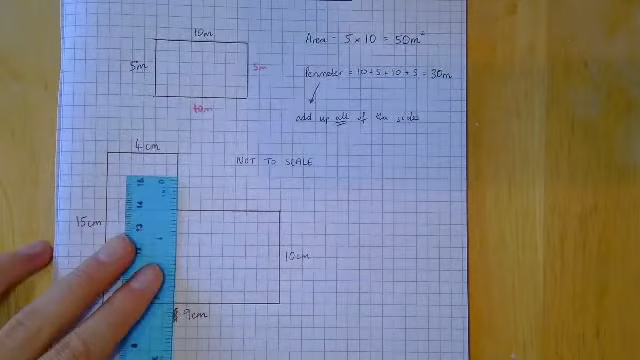 10m
Area = 5 × 10 = 50m²
5m
5m
Perimeter = 10 + 5 + 10 + 5 = 30m
10m
add up all of the sides
4cm
NOT TO SCALE
15cm
10cm
9cm